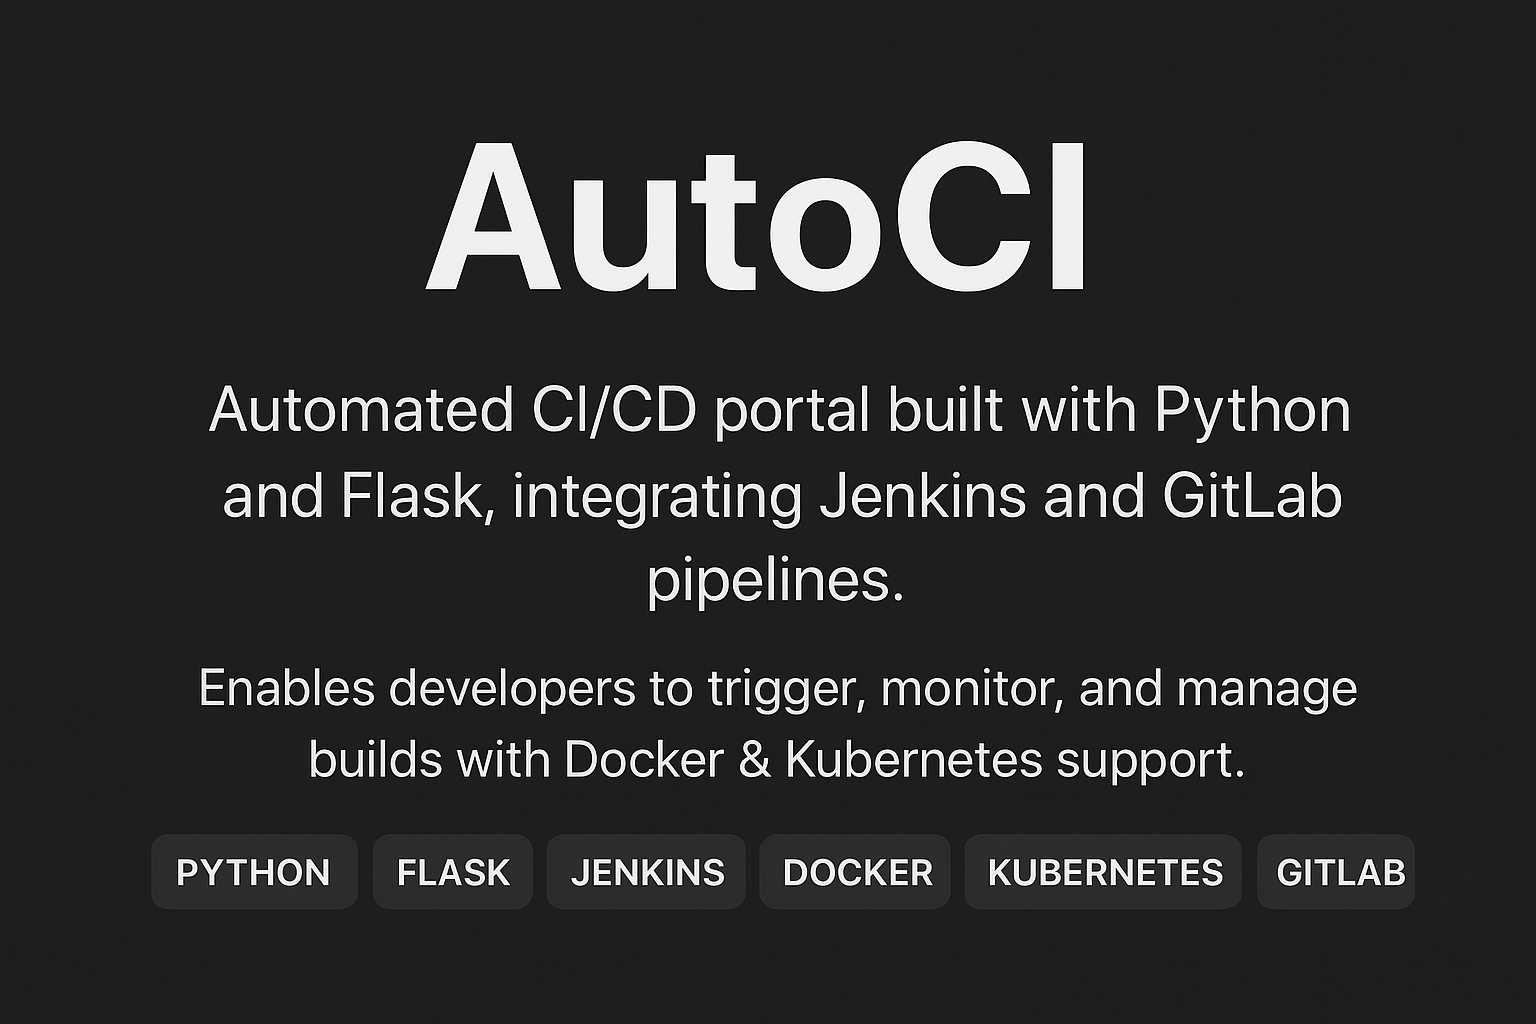 AutoCI
Automated CI/CD portal built with Python
and Flask, integrating Jenkins and GitLab
pipelines.
Enables developers to trigger, monitor, and manage
builds with Docker & Kubernetes support.
PYTHON FLASK JENKINS DOCKER KUBERNETES GITLAB